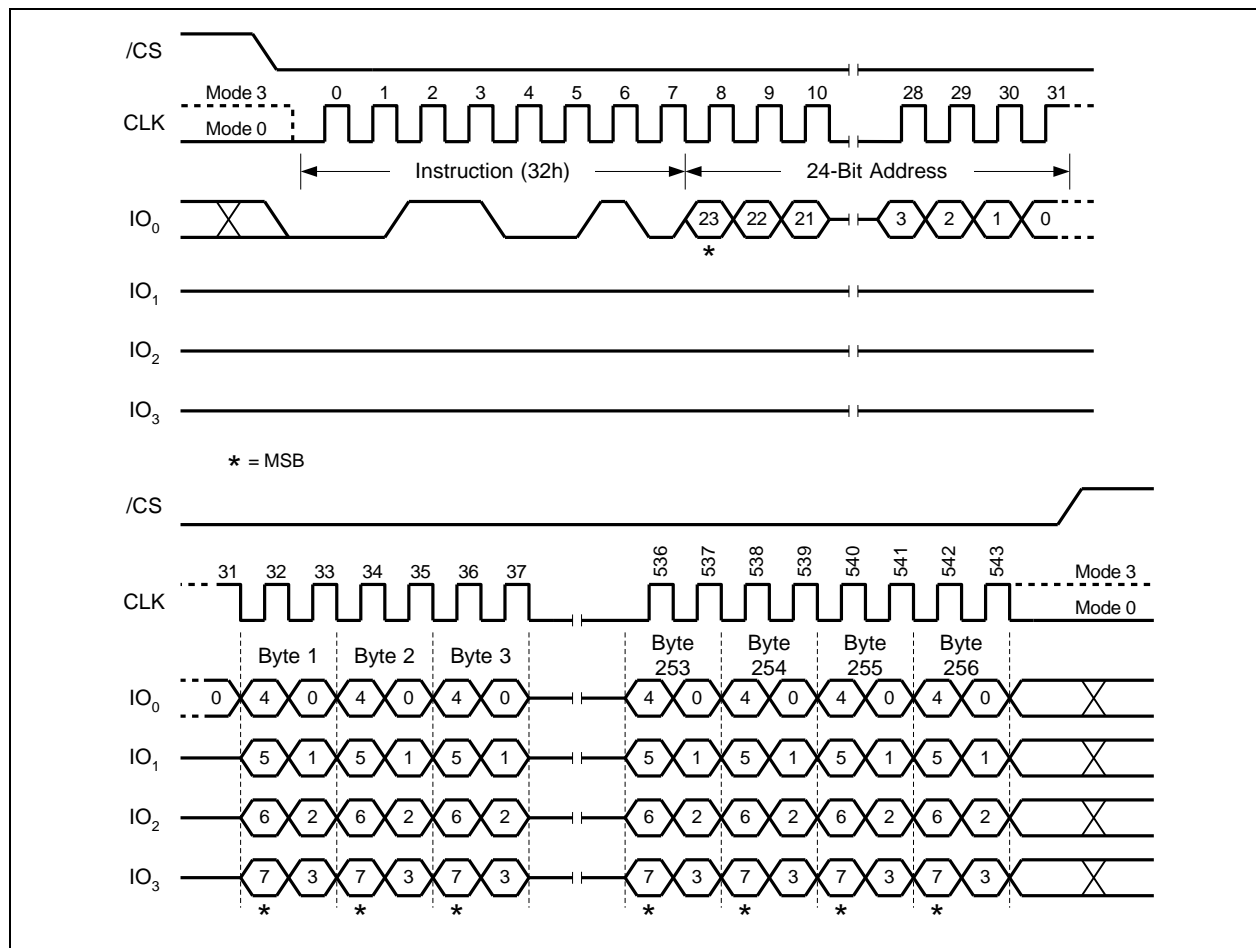 /CS
Mode 3
0 1 2 3 4 5 6 7 8 9 10 28 29 30 31
CLK
Mode 0
Instruction (32h) 24-Bit Address
IO0 23 22 21 3 2 1 0
*
IO1
IO2
IO3
* = MSB
/CS
31 32 33 34 35 36 37 536 537 538 539 540 541 542 543
Mode 3
CLK
Mode 0
Byte 1 Byte 2 Byte 3 Byte 253 Byte 254 Byte 255 Byte 256
IO0 0 4 0 4 0 4 0 4 0 4 0 4 0 4 0
IO1 5 1 5 1 5 1 5 1 5 1 5 1 5 1
IO2 6 2 6 2 6 2 6 2 6 2 6 2 6 2
IO3 7 3 7 3 7 3 7 3 7 3 7 3 7 3
* * * * * * *